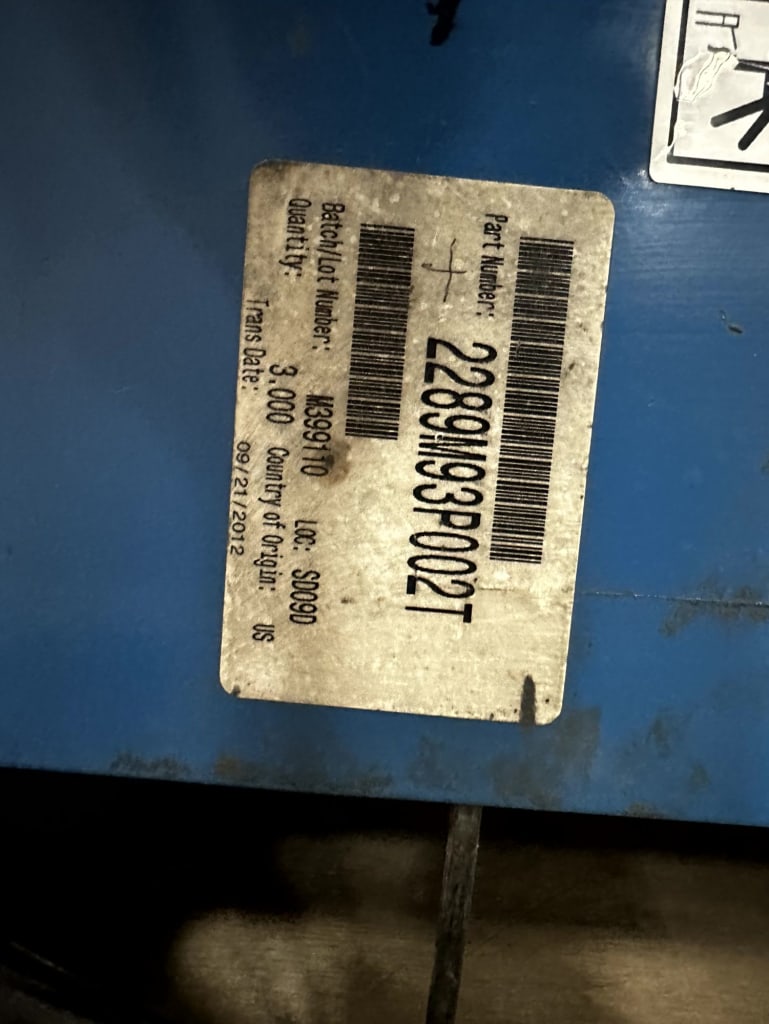 Part Number: 2289M93P002T
Batch/Lot Number: M399110 Loc: SD09D
Quantity: 3.000 Country of Origin: US
Trans Date: 09/21/2012